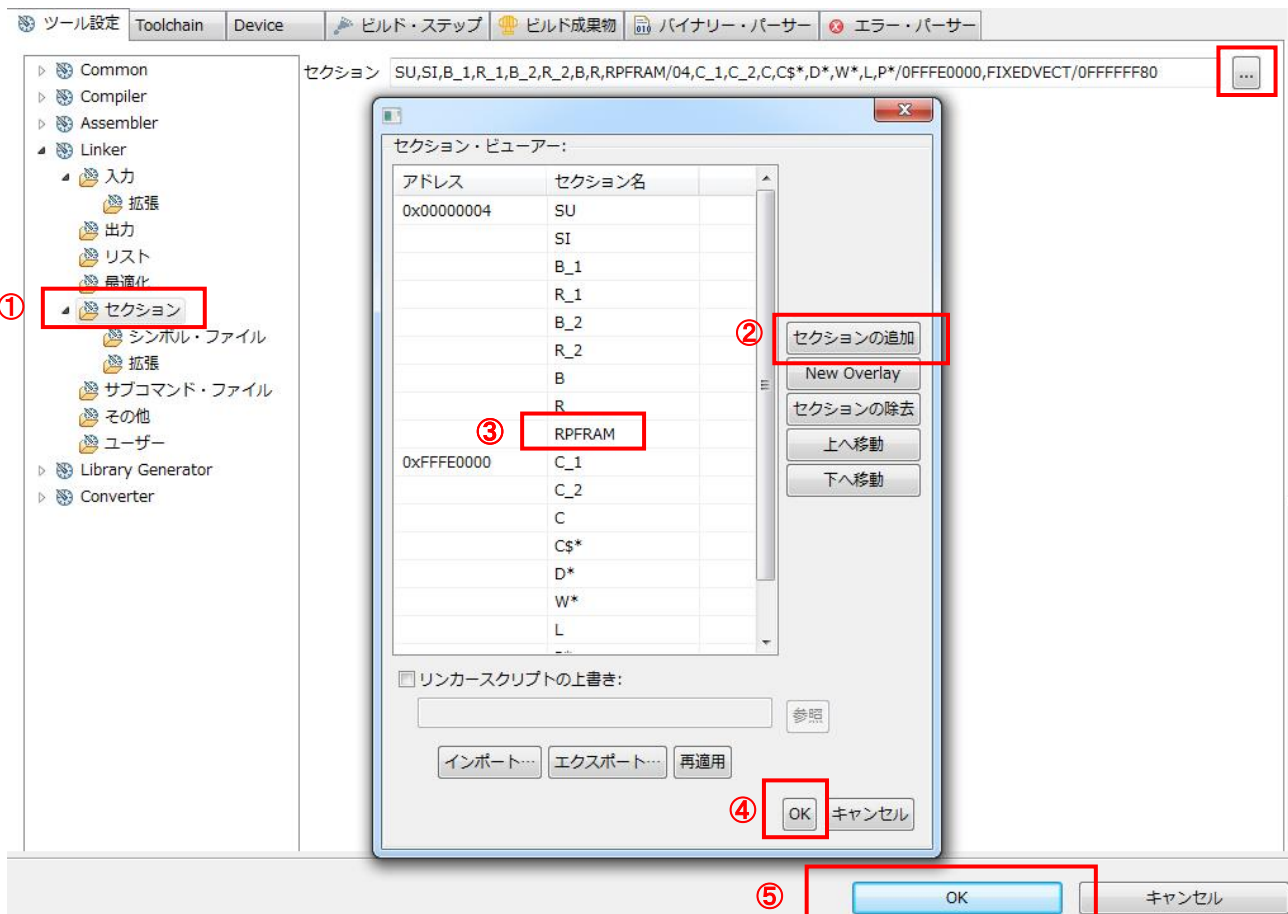 ツール設定 Toolchain Device ビルド・ステップ ビルド成果物 バイナリー・パーサー エラー・パーサー
セクション SU,SI,B_1,R_1,B_2,R_2,B,R,RPFRAM/04,C_1,C_2,C,C$*,D*,W*,L,P*/0FFFE0000,FIXEDVECT/0FFFFFF80 ...
Common
Compiler
Assembler
Linker
入力
拡張
出力
リスト
最適化
① セクション
シンボル・ファイル
拡張
サブコマンド・ファイル
その他
ユーザー
Library Generator
Converter
セクション・ビューアー:
アドレス セクション名
0x00000004 SU
SI
B_1
R_1
B_2
R_2
B
R
③ RPFRAM
0xFFFE0000 C_1
C_2
C
C$*
D*
W*
L
② セクションの追加
New Overlay
セクションの除去
上へ移動
下へ移動
リンカースクリプトの上書き:
参照
インポート… エクスポート… 再適用
④ OK キャンセル
⑤ OK キャンセル